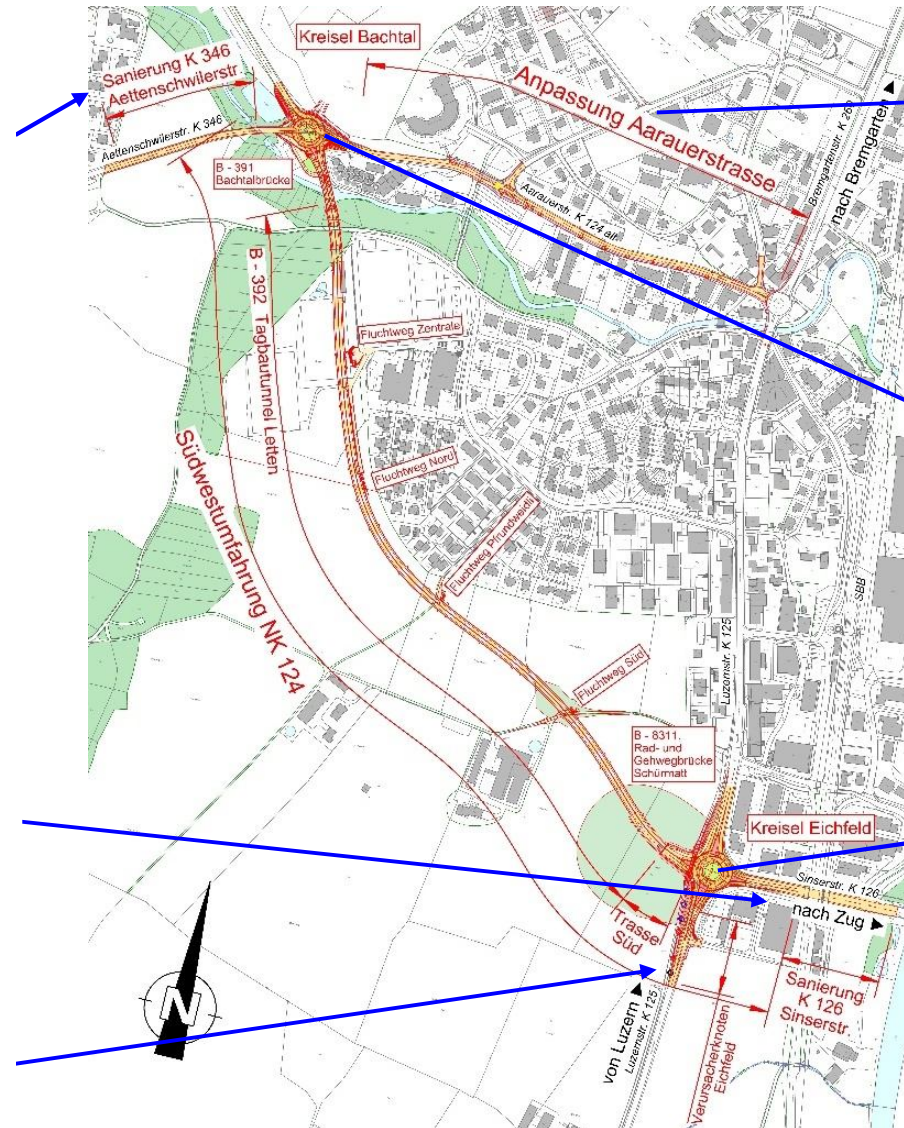 Kreisel Bachtal
Sanierung K 346
Aettenschwilerstr
Anpassung Aarauerstrasse
Aettenschwilerstr. K 346
Bremgartenstr. K 260
nach Bremgarten
B - 391
Bachtalbrücke
Aarauerstr. K 124 alt
B - 392 Tagbautunnel Letten
Fluchtweg Zentrale
Südwestumfahrung NK 124
Fluchtweg Nord
Fluchtweg Pfrundweidli
SBB
Luzernstr. K 125
Fluchtweg Süd
B - 8311.
Rad- und
Gehwegbrücke
Schürmatt
Kreisel Eichfeld
Sinserstr. K 126
nach Zug
Trasse
Süd
N
Sanierung
K 126
Sinserstr.
von Luzern
Luzernstr. K 125
Verursacherknoten
Eichfeld